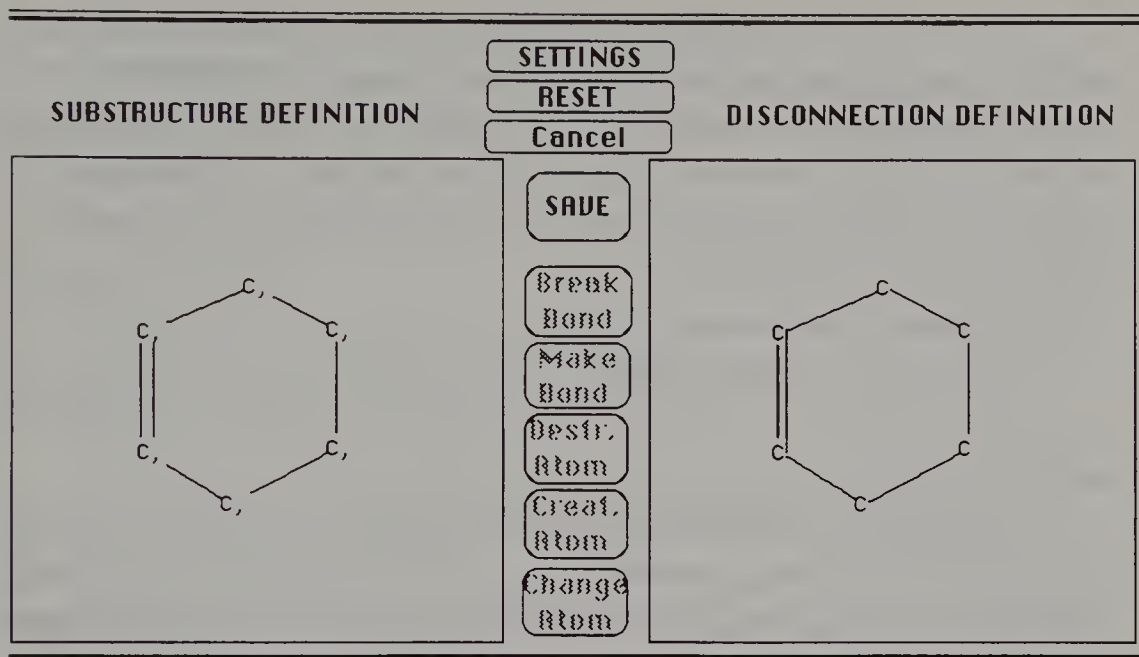 SETTINGS
RESET
Cancel
SUBSTRUCTURE DEFINITION
DISCONNECTION DEFINITION
SAVE
Break
Bond
Make
Bond
Destr.
Atom
Creat.
Atom
Change
Atom
C,
C,
C,
C,
C,
C,
C
C
C
C
C
C